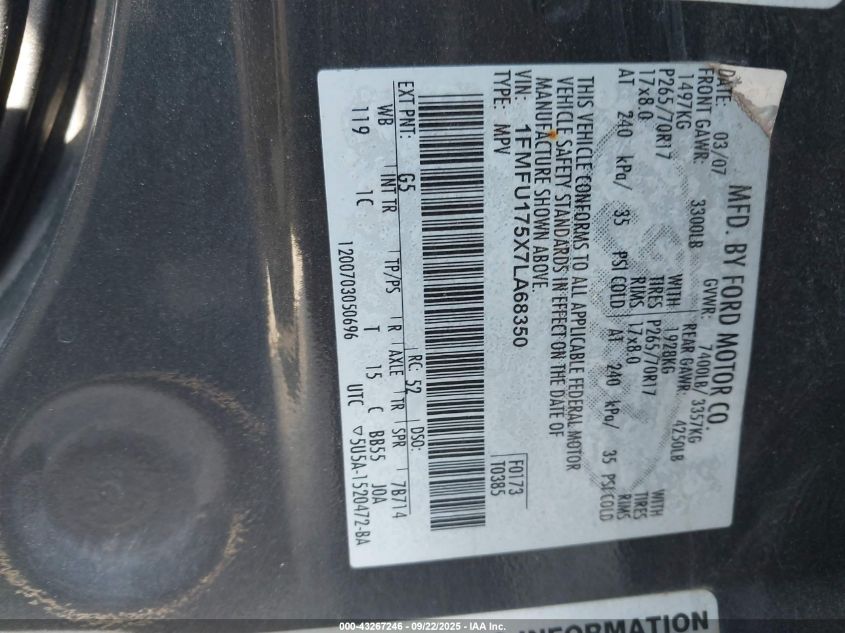 MFD. BY FORD MOTOR CO.
DATE: 03/07 GVWR: 7400LB/ 3357KG
FRONT GAWR: 3300LB REAR GAWR: 4250LB
1497KG WITH 1928KG WITH
P265/70R17 TIRES P265/70R17 TIRES
17x8.0 RIMS 17x8.0 RIMS
AT 240 kPa/ 35 PSI COLD AT 240 kPa/ 35 PSI COLD
THIS VEHICLE CONFORMS TO ALL APPLICABLE FEDERAL MOTOR
VEHICLE SAFETY STANDARDS IN EFFECT ON THE DATE OF
MANUFACTURE SHOWN ABOVE.
VIN: 1FMFU175X7LA68350
TYPE: MPV
F0173
T0385
EXT PNT: G5 RC: 52 DSO:
WB INT TR TP/PS R AXLE TR SPR 7B714
119 1C T 15 C BB55 JOA
1200703050696 UTC ▽5U5A-1520472-BA
INFORMATION
000-43267246 - 09/22/2025 - IAA Inc.